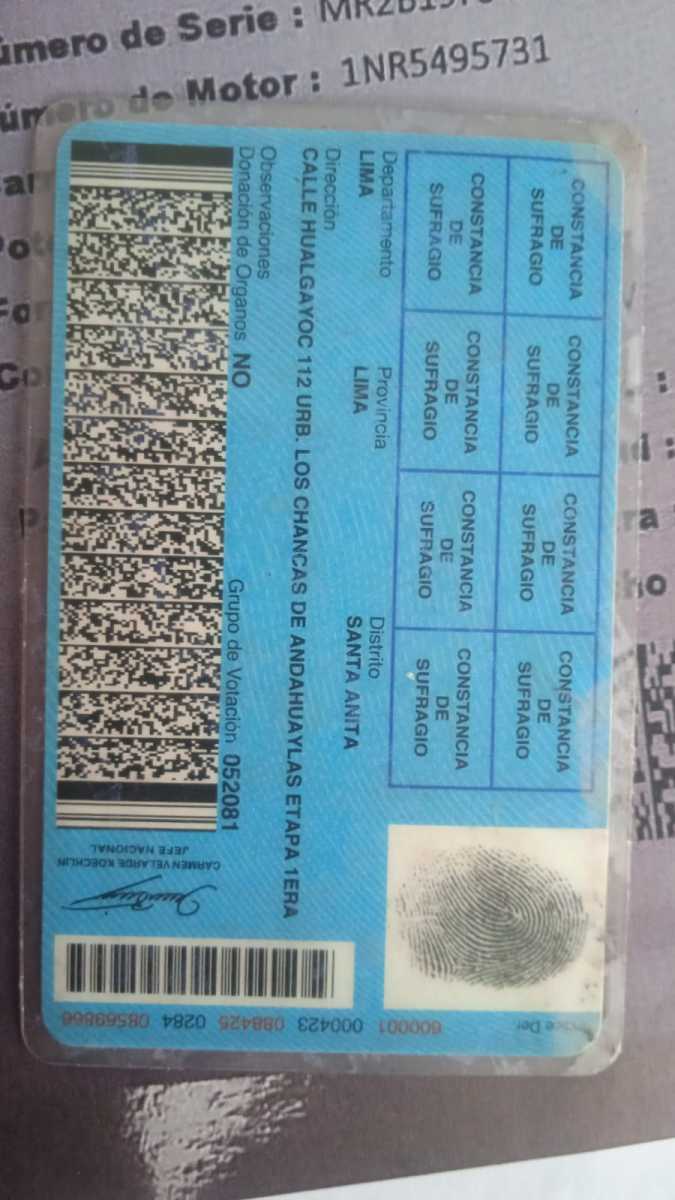 úmero de Serie :
úmero de Motor : 1NR5495731
CONSTANCIA DE SUFRAGIO
CONSTANCIA DE SUFRAGIO
CONSTANCIA DE SUFRAGIO
CONSTANCIA DE SUFRAGIO
CONSTANCIA DE SUFRAGIO
CONSTANCIA DE SUFRAGIO
CONSTANCIA DE SUFRAGIO
CONSTANCIA DE SUFRAGIO
Departamento Provincia Distrito
LIMA LIMA SANTA ANITA
Dirección
CALLE HUALGAYOC 112 URB. LOS CHANCAS DE ANDAHUAYLAS ETAPA 1ERA
Observaciones
Donación de Organos NO Grupo de Votación 052081
CARMEN VELARDE KOECHLIN
JEFE NACIONAL
Indice Der
600001 000423 088425 0284 08569866